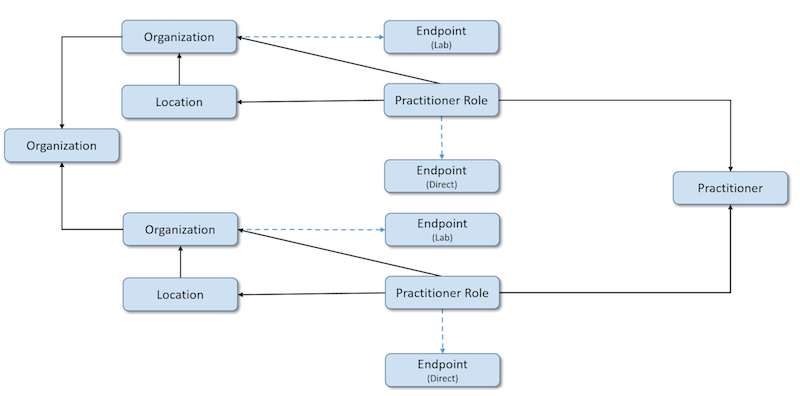 Organization
Endpoint
(Lab)
Location
Practitioner Role
Organization
Endpoint
(Direct)
Practitioner
Organization
Endpoint
(Lab)
Location
Practitioner Role
Endpoint
(Direct)